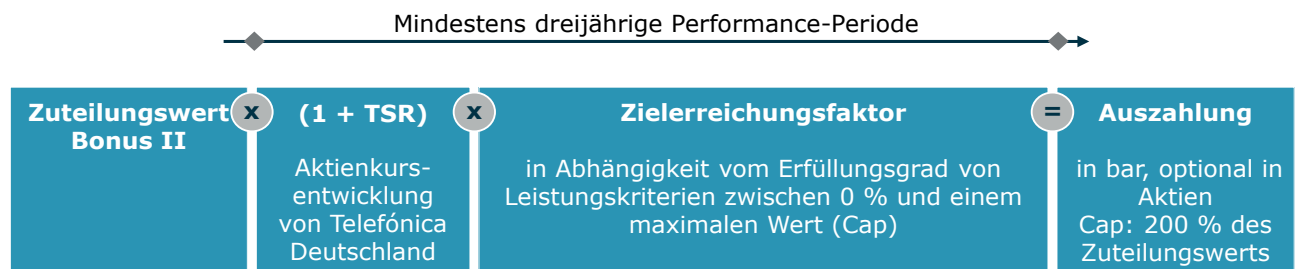 Mindestens dreijährige Performance-Periode
Zuteilungswert
Bonus II
x
(1 + TSR)
Aktienkurs-
entwicklung
von Telefónica
Deutschland
x
Zielerreichungsfaktor
in Abhängigkeit vom Erfüllungsgrad von
Leistungskriterien zwischen 0 % und einem
maximalen Wert (Cap)
=
Auszahlung
in bar, optional in
Aktien
Cap: 200 % des
Zuteilungswerts